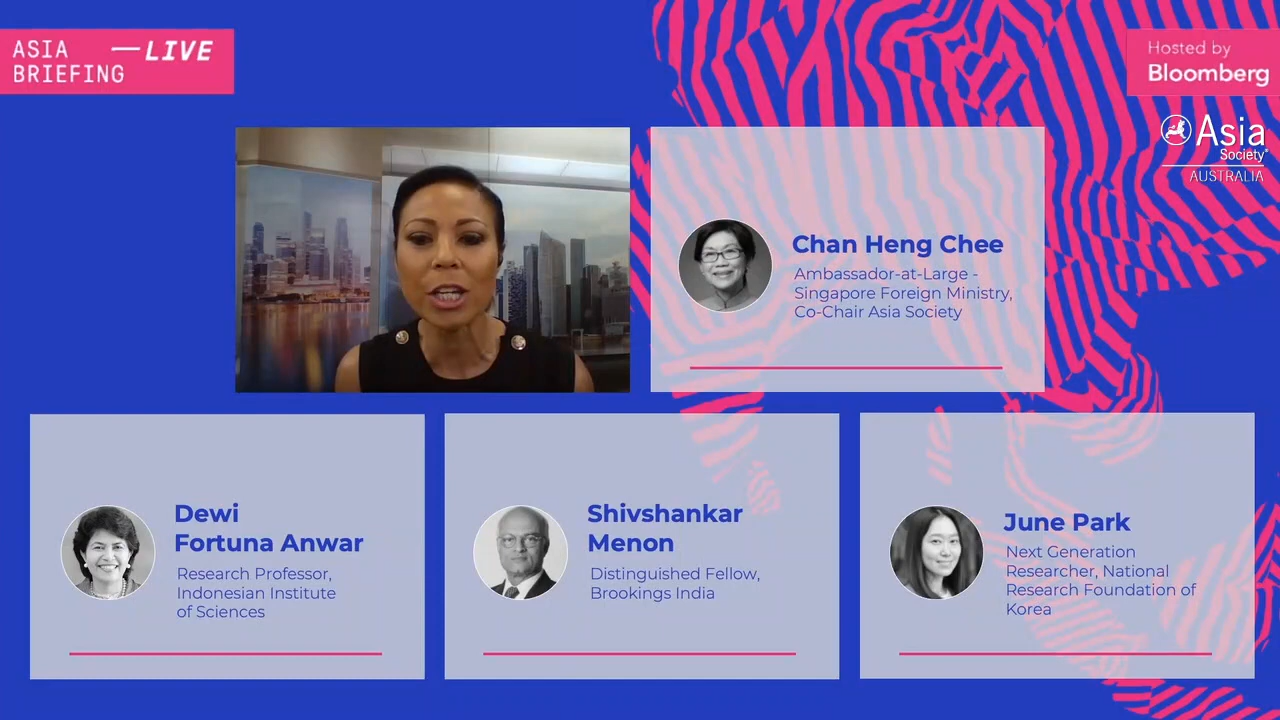 ASIA —LIVE
BRIEFING
Hosted by
Bloomberg
Asia
Society
AUSTRALIA
Chan Heng Chee
Ambassador-at-Large -
Singapore Foreign Ministry,
Co-Chair Asia Society
Dewi
Fortuna Anwar
Research Professor,
Indonesian Institute
of Sciences
Shivshankar
Menon
Distinguished Fellow,
Brookings India
June Park
Next Generation
Researcher, National
Research Foundation of
Korea